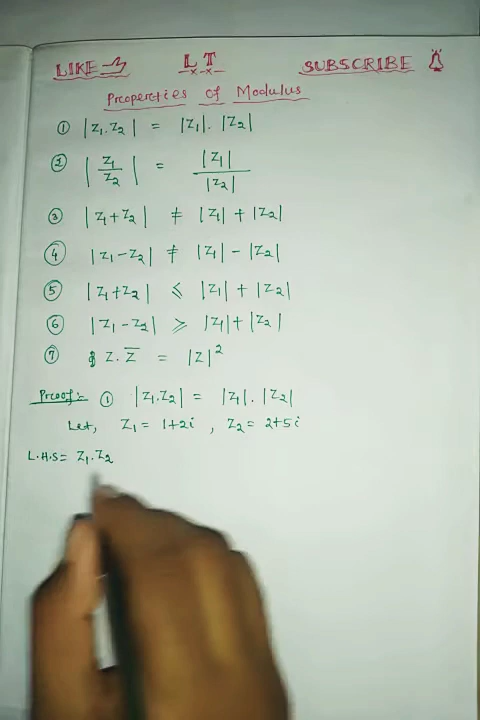 LIKE LT SUBSCRIBE
Properties of Modulus
① |z₁.z₂| = |z₁|.|z₂|
② |z₁/z₂| = |z₁|/|z₂|
③ |z₁+z₂| ≠ |z₁|+|z₂|
④ |z₁-z₂| ≠ |z₁|-|z₂|
⑤ |z₁+z₂| ≤ |z₁|+|z₂|
⑥ |z₁-z₂| ≥ |z₁|+|z₂|
⑦ z.z̅ = |z|²
Proof:- ① |z₁.z₂| = |z₁|.|z₂|
Let, z₁ = 1+2i , z₂ = 2+5i
L.H.S = z₁.z₂